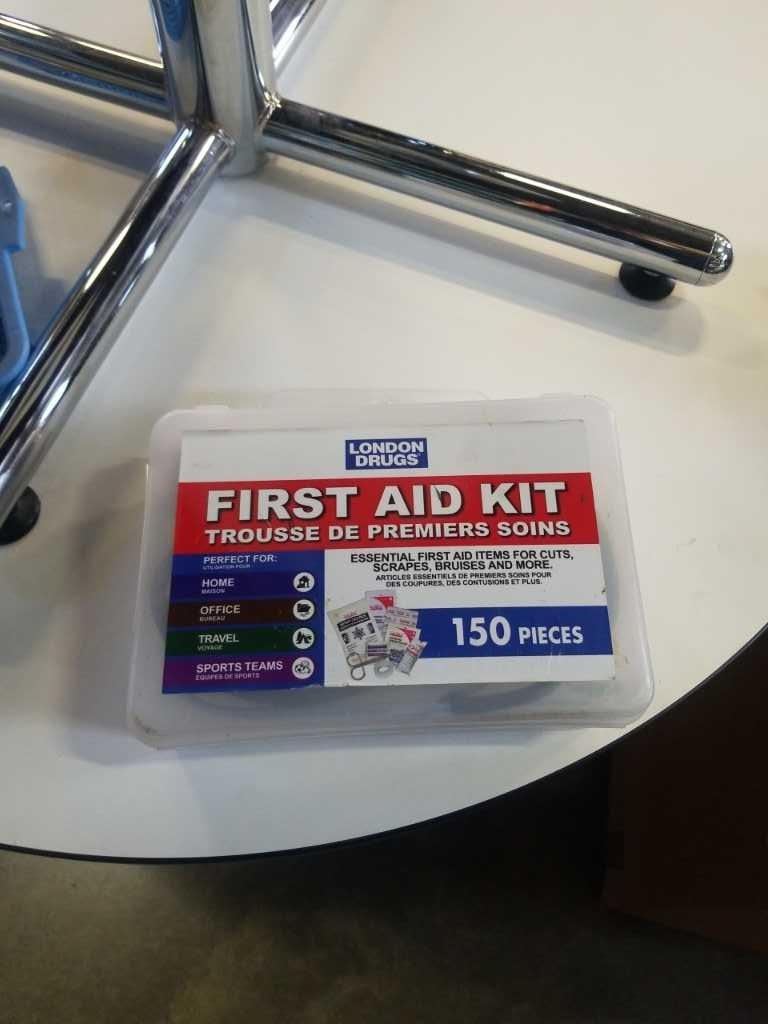 LONDON
DRUGS
FIRST AID KIT
TROUSSE DE PREMIERS SOINS
PERFECT FOR:
UTILISATION POUR :
HOME
MAISON
OFFICE
BUREAU
TRAVEL
VOYAGE
SPORTS TEAMS
ÉQUIPES DE SPORTS
ESSENTIAL FIRST AID ITEMS FOR CUTS,
SCRAPES, BRUISES AND MORE.
ARTICLES ESSENTIELS DE PREMIERS SOINS POUR
DES COUPURES, DES CONTUSIONS ET PLUS.
150 PIECES